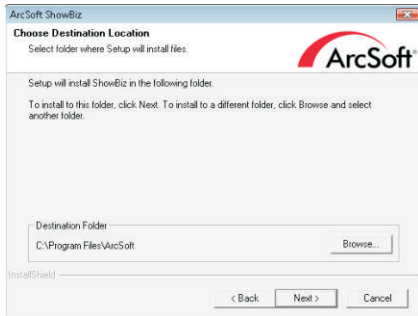 ArcSoft ShowBiz
Choose Destination Location
Select folder where Setup will install files.
ArcSoft
Setup will install ShowBiz in the following folder.
To install to this folder, click Next. To install to a different folder, click Browse and select
another folder.
Destination Folder
C:\Program Files\ArcSoft
Browse...
InstallShield
< Back
Next >
Cancel